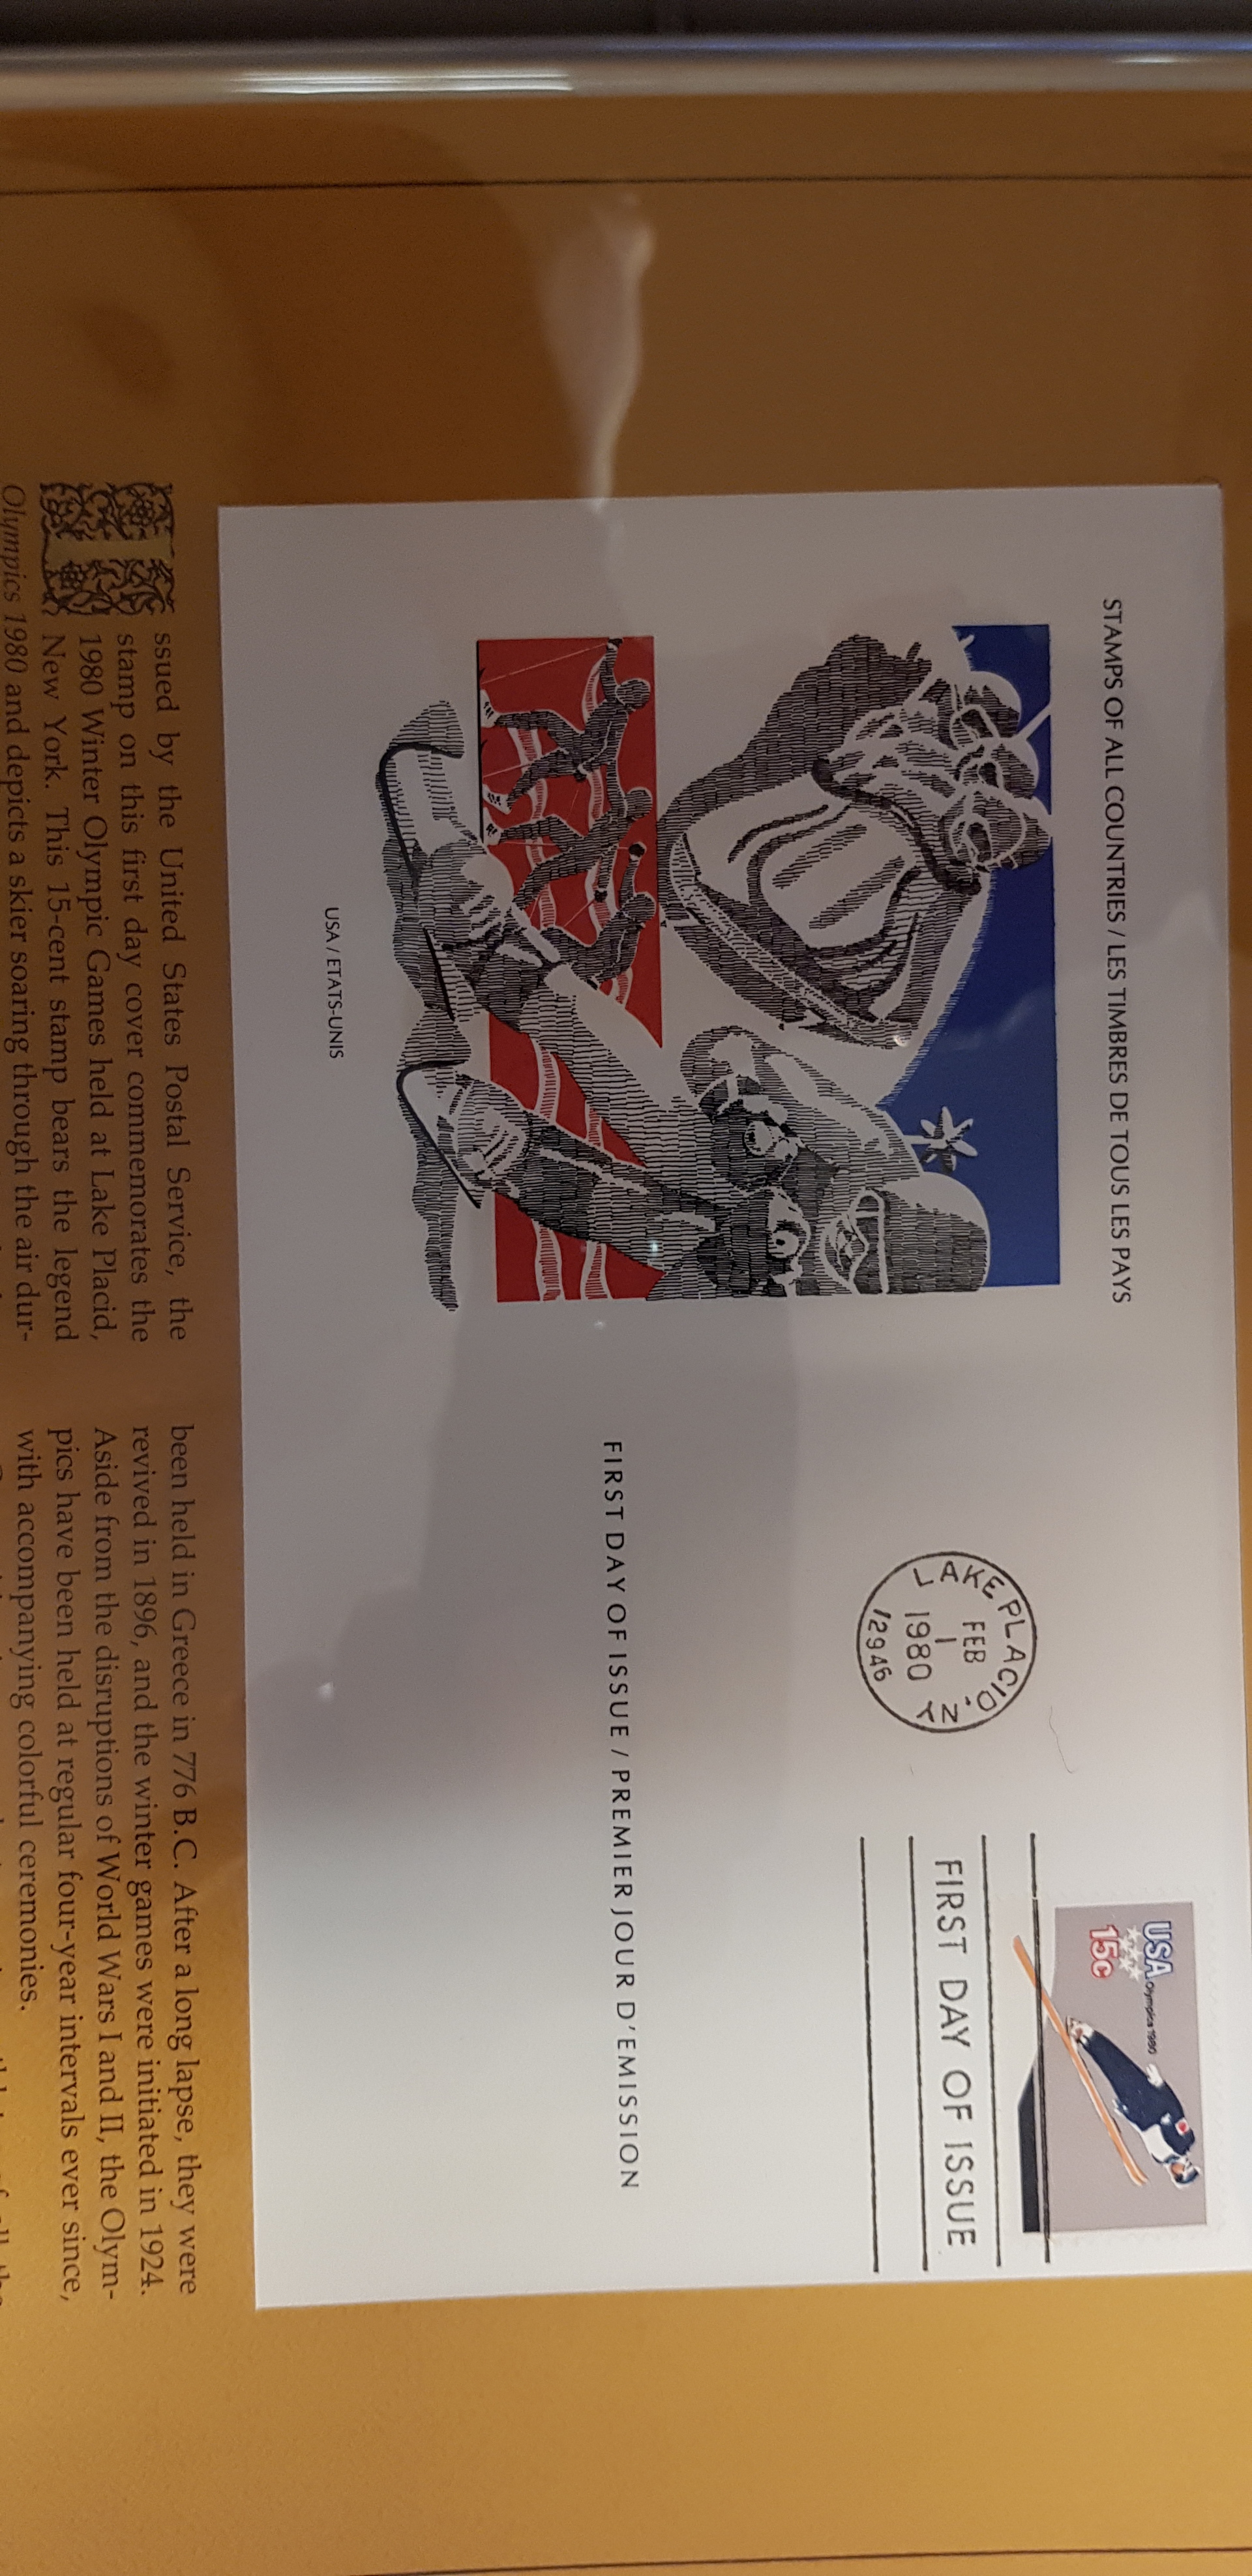 STAMPS OF ALL COUNTRIES / LES TIMBRES DE TOUS LES PAYS
USA
Olympics 1980
15c
LAKE PLACID, N.Y.
FEB
1
1980
12946
FIRST DAY OF ISSUE
FIRST DAY OF ISSUE / PREMIER JOUR D'EMISSION
USA / ETATS-UNIS
Issued by the United States Postal Service, the
stamp on this first day cover commemorates the
1980 Winter Olympic Games held at Lake Placid,
New York. This 15-cent stamp bears the legend
Olympics 1980 and depicts a skier soaring through the air dur-
been held in Greece in 776 B.C. After a long lapse, they were
revived in 1896, and the winter games were initiated in 1924.
Aside from the disruptions of World Wars I and II, the Olym-
pics have been held at regular four-year intervals ever since,
with accompanying colorful ceremonies.